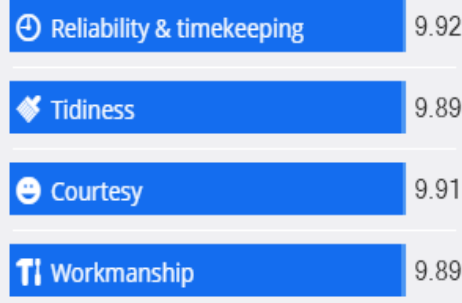 Reliability & timekeeping 9.92
Tidiness 9.89
Courtesy 9.91
Workmanship 9.89